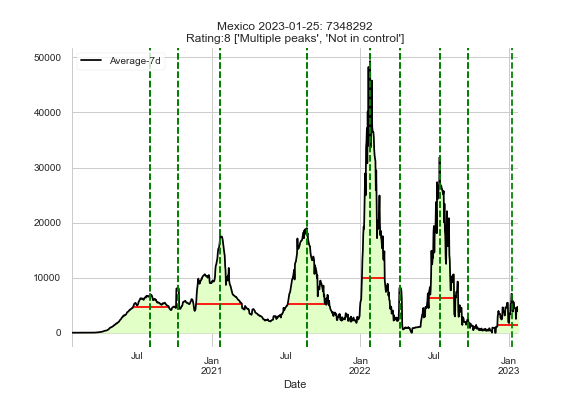 Mexico 2023-01-25: 7348292
Rating:8 ['Multiple peaks', 'Not in control']
Average-7d
50000
40000
30000
20000
10000
0
Jul
Jan
2021
Jul
Jan
2022
Jul
Jan
2023
Date